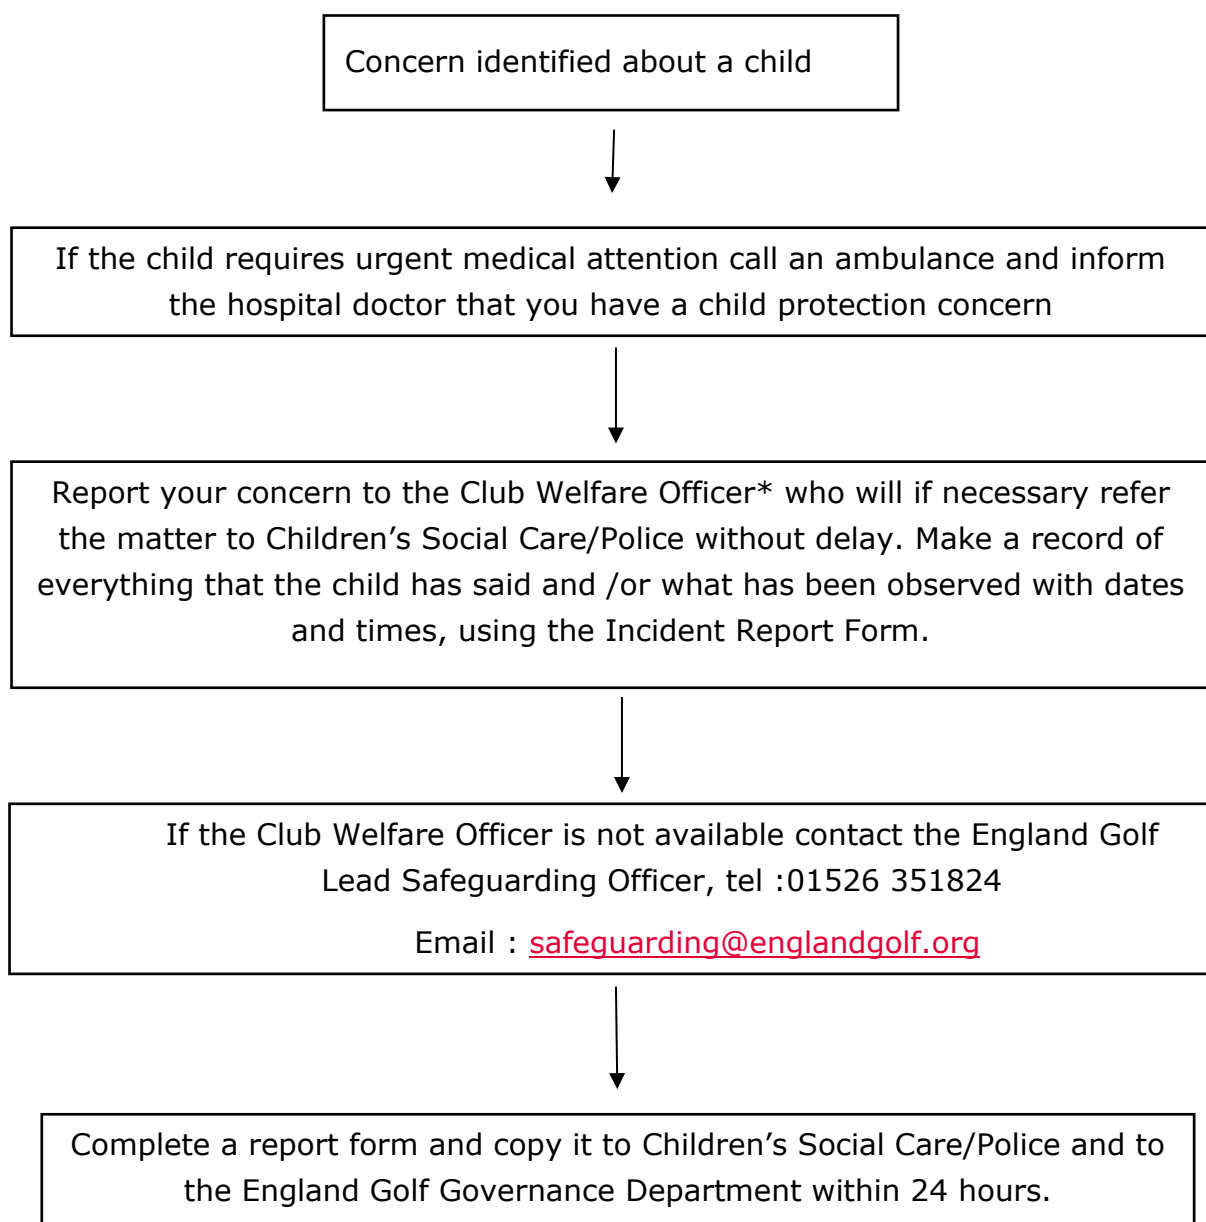 Concern identified about a child
If the child requires urgent medical attention call an ambulance and inform
the hospital doctor that you have a child protection concern
Report your concern to the Club Welfare Officer* who will if necessary refer
the matter to Children’s Social Care/Police without delay. Make a record of
everything that the child has said and /or what has been observed with dates
and times, using the Incident Report Form.
If the Club Welfare Officer is not available contact the England Golf
Lead Safeguarding Officer, tel :01526 351824
Email : safeguarding@englandgolf.org
Complete a report form and copy it to Children’s Social Care/Police and to
the England Golf Governance Department within 24 hours.